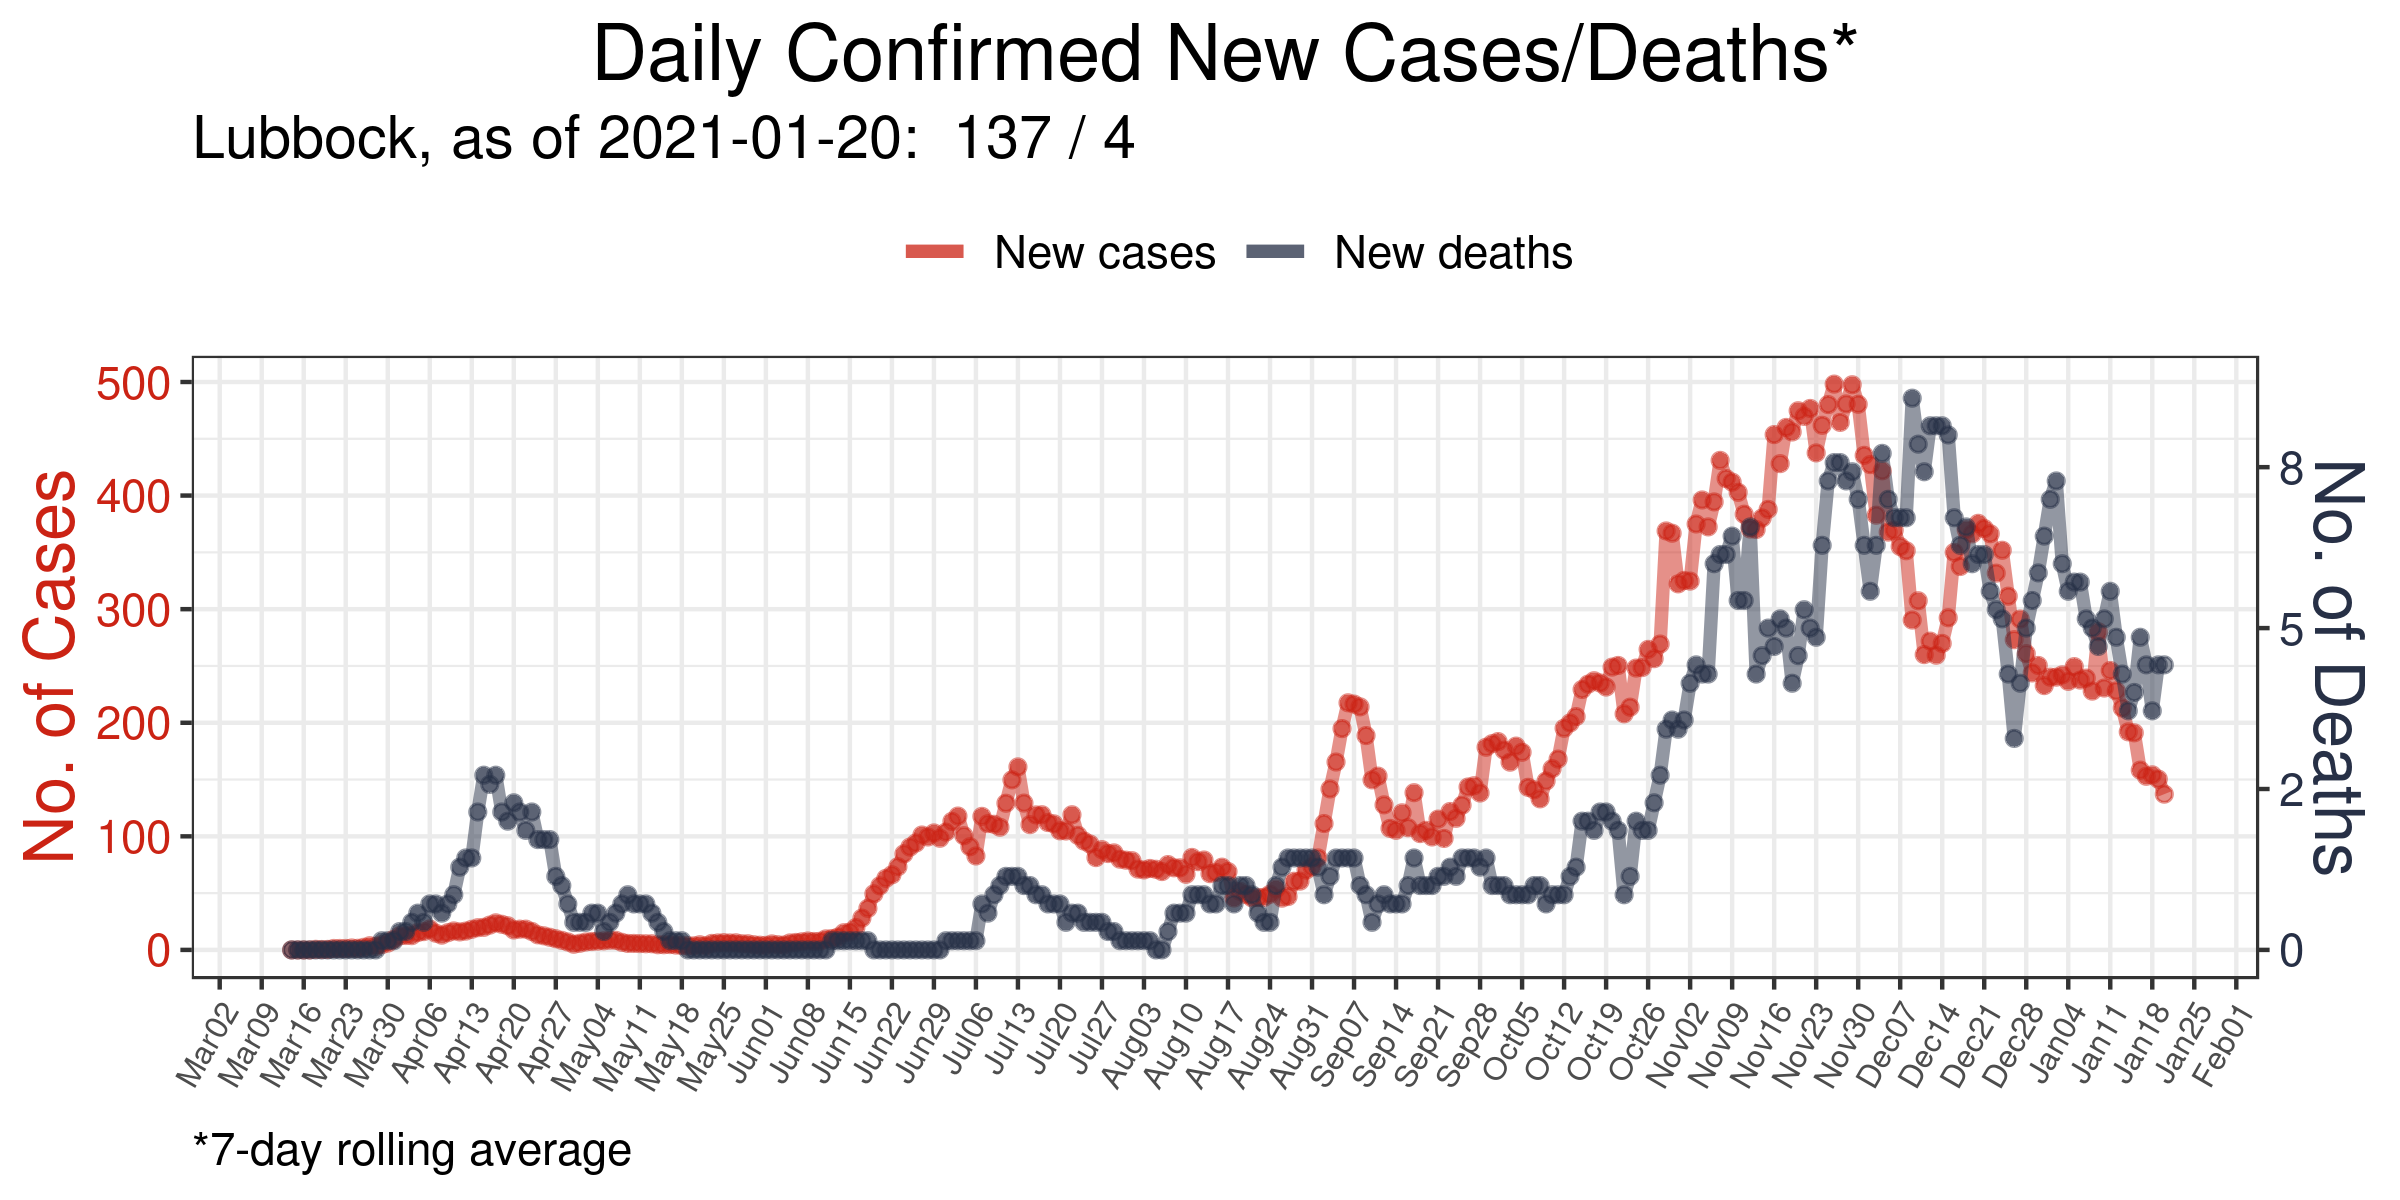 Daily Confirmed New Cases/Deaths*
Lubbock, as of 2021-01-20:  137 / 4
New cases
New deaths
No. of Cases
500
400
300
200
100
0
8
5
2
0
No. of Deaths
Mar02
Mar09
Mar16
Mar23
Mar30
Apr06
Apr13
Apr20
Apr27
May04
May11
May18
May25
Jun01
Jun08
Jun15
Jun22
Jun29
Jul06
Jul13
Jul20
Jul27
Aug03
Aug10
Aug17
Aug24
Aug31
Sep07
Sep14
Sep21
Sep28
Oct05
Oct12
Oct19
Oct26
Nov02
Nov09
Nov16
Nov23
Nov30
Dec07
Dec14
Dec21
Dec28
Jan04
Jan11
Jan18
Jan25
Feb01
*7-day rolling average